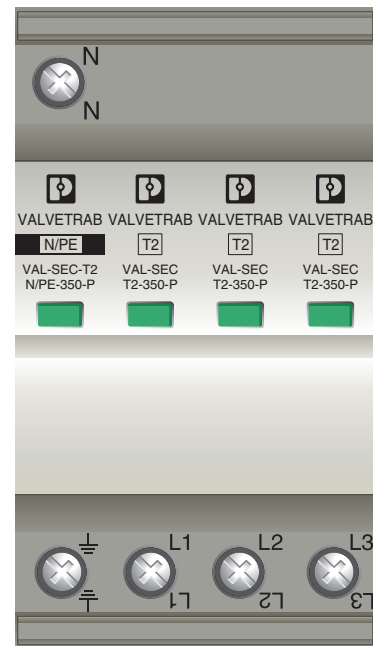 N
N
VALVETRAB VALVETRAB VALVETRAB VALVETRAB
N/PE T2 T2 T2
VAL-SEC-T2 VAL-SEC VAL-SEC VAL-SEC
N/PE-350-P T2-350-P T2-350-P T2-350-P
L1 L2 L3
L1 L2 L3